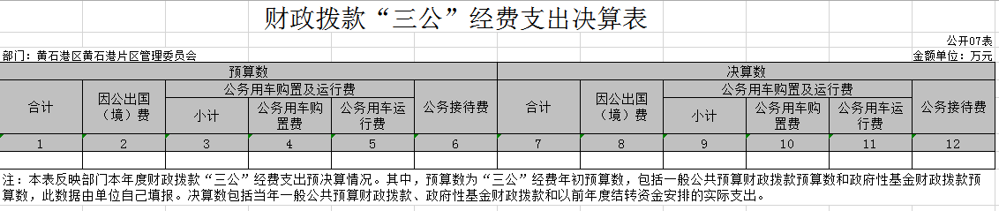 财政拨款“三公”经费支出决算表
公开07表
部门：黄石港区黄石港片区管理委员会 金额单位：万元
预算数 决算数
合计 因公出国（境）费 公务用车购置及运行费 公务接待费 合计 因公出国（境）费 公务用车购置及运行费 公务接待费
小计 公务用车购置费 公务用车运行费 小计 公务用车购置费 公务用车运行费
1 2 3 4 5 6 7 8 9 10 11 12
注：本表反映部门本年度财政拨款“三公”经费支出预决算情况。其中，预算数为“三公”经费年初预算数，包括一般公共预算财政拨款预算数和政府性基金财政拨款预
算数，此数据由单位自己填报。决算数包括当年一般公共预算财政拨款、政府性基金财政拨款和以前年度结转资金安排的实际支出。